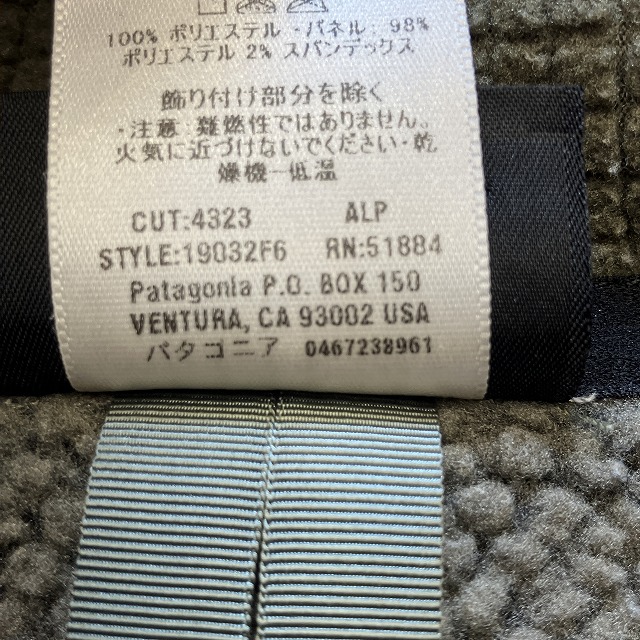 100% ポリエステル・パネル: 98%
ポリエステル 2% スパンデックス
飾り付け部分を除く
・注意: 難燃性ではありません。
火気に近づけないでください・乾
燥機ー低温
CUT:4323 ALP
STYLE:19032F6 RN:51884
Patagonia P.O. BOX 150
VENTURA, CA 93002 USA
パタゴニア 0467238961